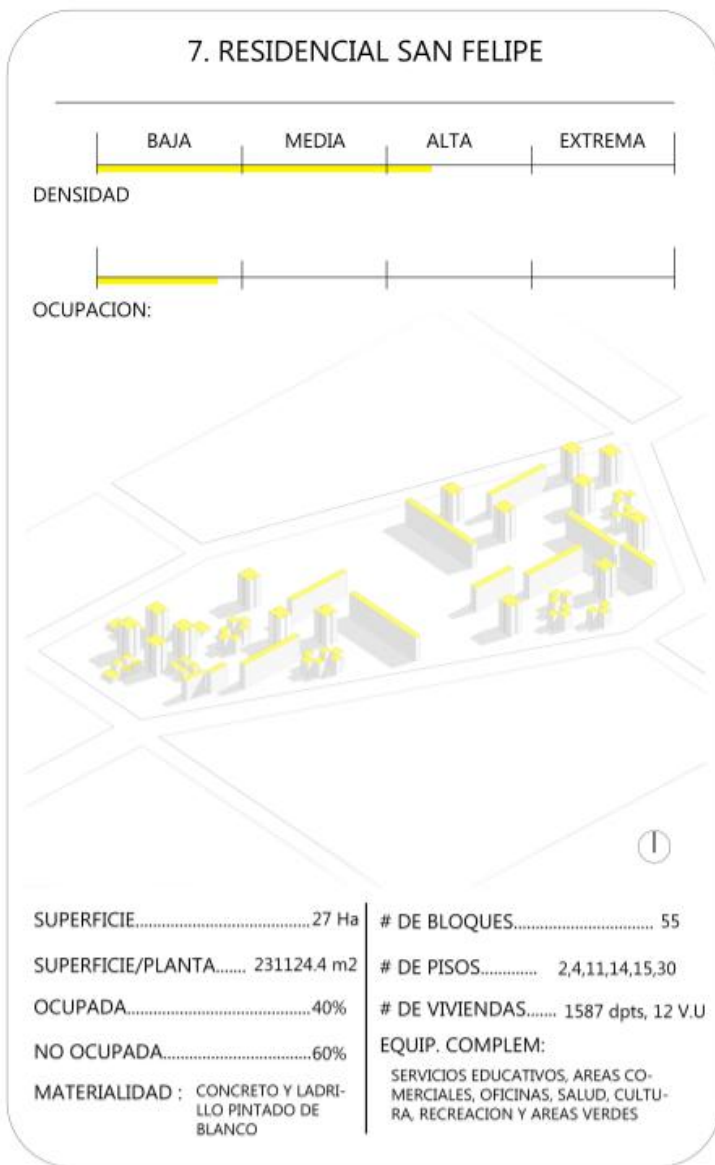 7. RESIDENCIAL SAN FELIPE
BAJA MEDIA ALTA EXTREMA
DENSIDAD
OCUPACION:
SUPERFICIE..............................27 Ha
SUPERFICIE/PLANTA...... 231124.4 m2
OCUPADA...............................40%
NO OCUPADA.........................60%
MATERIALIDAD : CONCRETO Y LADRI-
LLO PINTADO DE
BLANCO
# DE BLOQUES............................ 55
# DE PISOS............ 2,4,11,14,15,30
# DE VIVIENDAS....... 1587 dpts, 12 V.U
EQUIP. COMPLEM:
SERVICIOS EDUCATIVOS, AREAS CO-
MERCIALES, OFICINAS, SALUD, CULTU-
RA, RECREACION Y AREAS VERDES